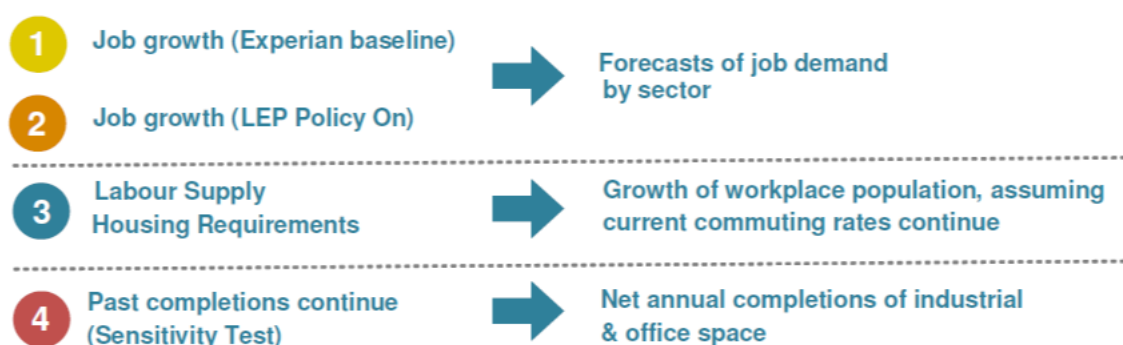 1 Job growth (Experian baseline)
2 Job growth (LEP Policy On)
Forecasts of job demand
by sector
3 Labour Supply
Housing Requirements
Growth of workplace population, assuming
current commuting rates continue
4 Past completions continue
(Sensitivity Test)
Net annual completions of industrial
& office space